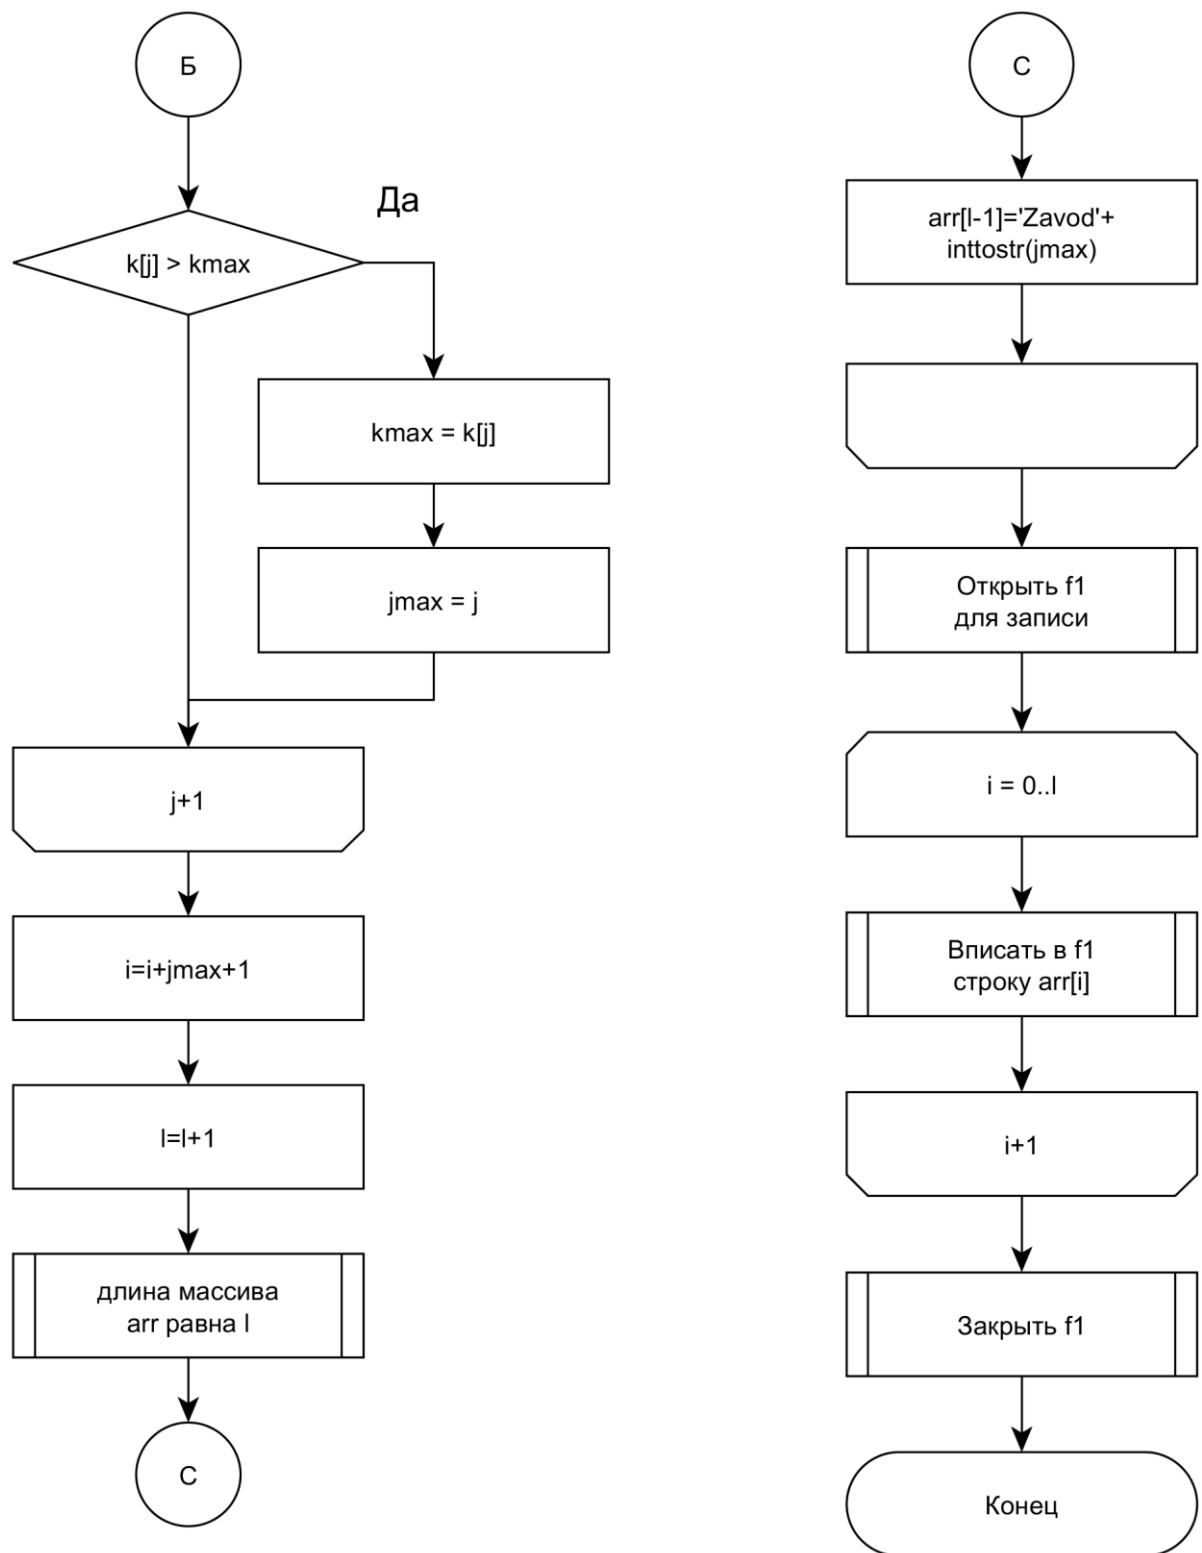 Б
Да
k[j] > kmax
kmax = k[j]
jmax = j
j+1
i=i+jmax+1
l=l+1
длина массива
arr равна l
С
С
arr[l-1]='Zavod'+
inttostr(jmax)
Открыть f1
для записи
i = 0..l
Вписать в f1
строку arr[i]
i+1
Закрыть f1
Конец